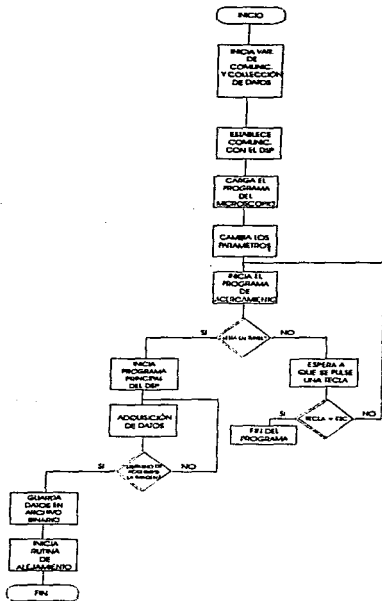 INICIO
INICIA VAR.
DE
COMUNIC.
Y COLLECCIÓN
DE DATOS
ESTABLECE
COMUNIC.
CON EL DSP
CARGA EL
PROGRAMA
DEL
MICROSCOPIO
CAMBIA LOS
PARAMETROS
INICIA EL
PROGRAMA
DE
ACERCAMIENTO
SI
NO
INICIA
PROGRAMA
PRINCIPAL
DEL DSP
ESPERA A
QUE SE PULSE
UNA TECLA
ADQUISICIÓN
DE DATOS
SI
TECLA = ESC
NO
FIN DEL
PROGRAMA
SI
NO
GUARDA
DATOS EN
ARCHIVO
BINARIO
INICIA
RUTINA
DE
ALEJAMIENTO
FIN